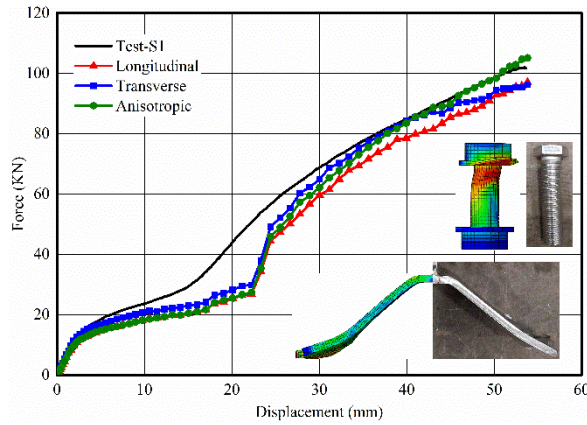 120
100
80
60
40
20
0
Force (KN)
Test-S1
Longitudinal
Transverse
Anisotropic
0 10 20 30 40 50 60
Displacement (mm)